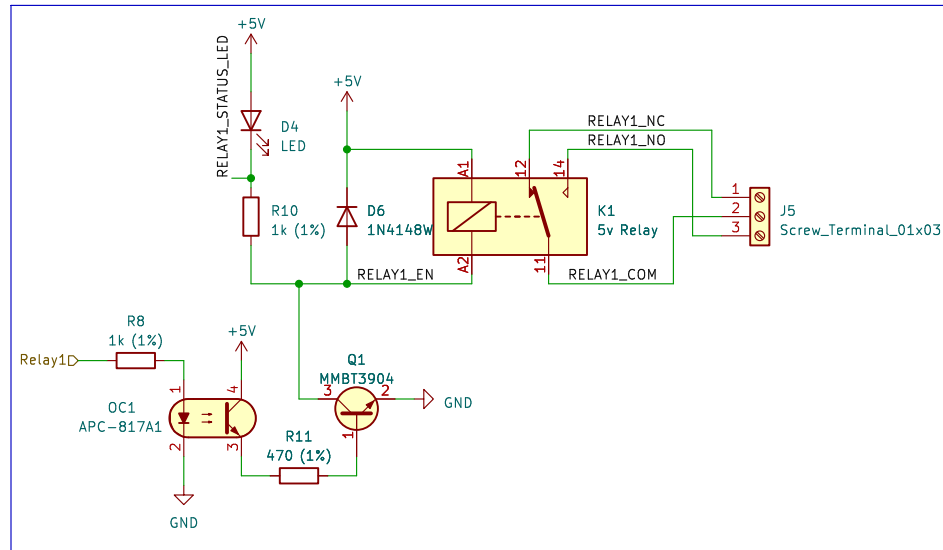 +5V
RELAY1_STATUS_LED
D4
LED
+5V
RELAY1_NC
RELAY1_NO
A1
12
14
R10
1k (1%)
D6
1N4148W
K1
5v Relay
1
2
3
J5
Screw_Terminal_01x03
A2
11
RELAY1_EN
RELAY1_COM
R8
1k (1%)
+5V
Relay1
Q1
MMBT3904
3
2
1
GND
1
4
OC1
APC-817A1
2
3
R11
470 (1%)
GND